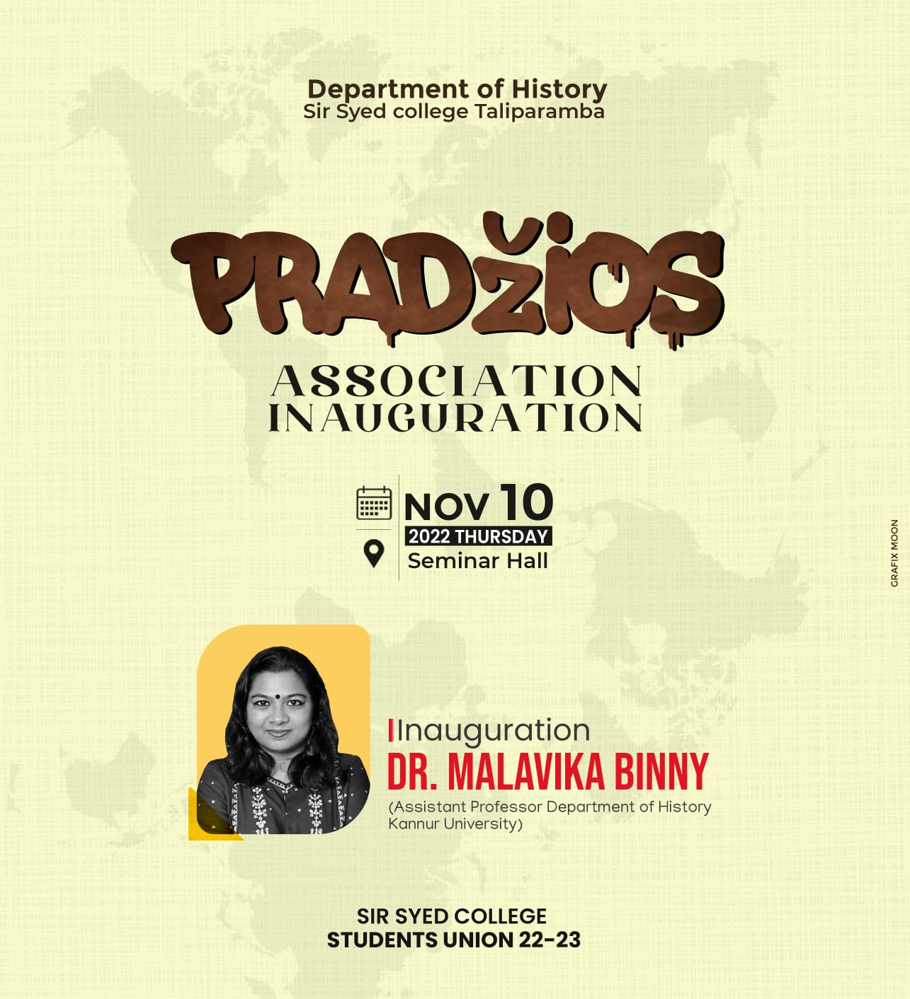 Department of History
Sir Syed college Taliparamba
PRADŽiOS
ASSOCIATION
INAUGURATION
NOV 10
2022 THURSDAY
Seminar Hall
GRAFIX MOON
Inauguration
DR. MALAVIKA BINNY
(Assistant Professor Department of History
Kannur University)
SIR SYED COLLEGE
STUDENTS UNION 22-23